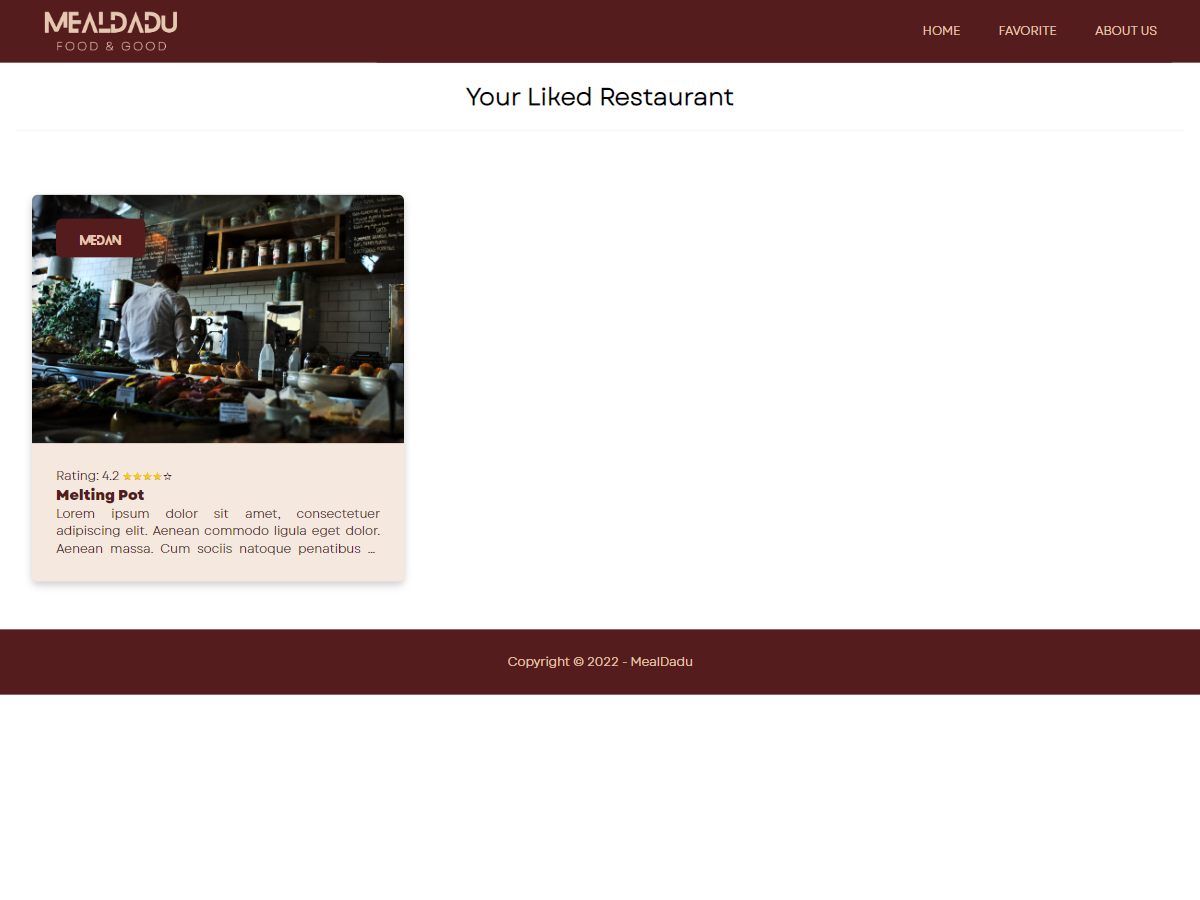 MEALDADU
FOOD & GOOD
HOME
FAVORITE
ABOUT US
Your Liked Restaurant
MEDAN
Rating: 4.2 ★★★★☆
Melting Pot
Lorem ipsum dolor sit amet, consectetuer
adipiscing elit. Aenean commodo ligula eget dolor.
Aenean massa. Cum sociis natoque penatibus ...
Copyright © 2022 - MealDadu